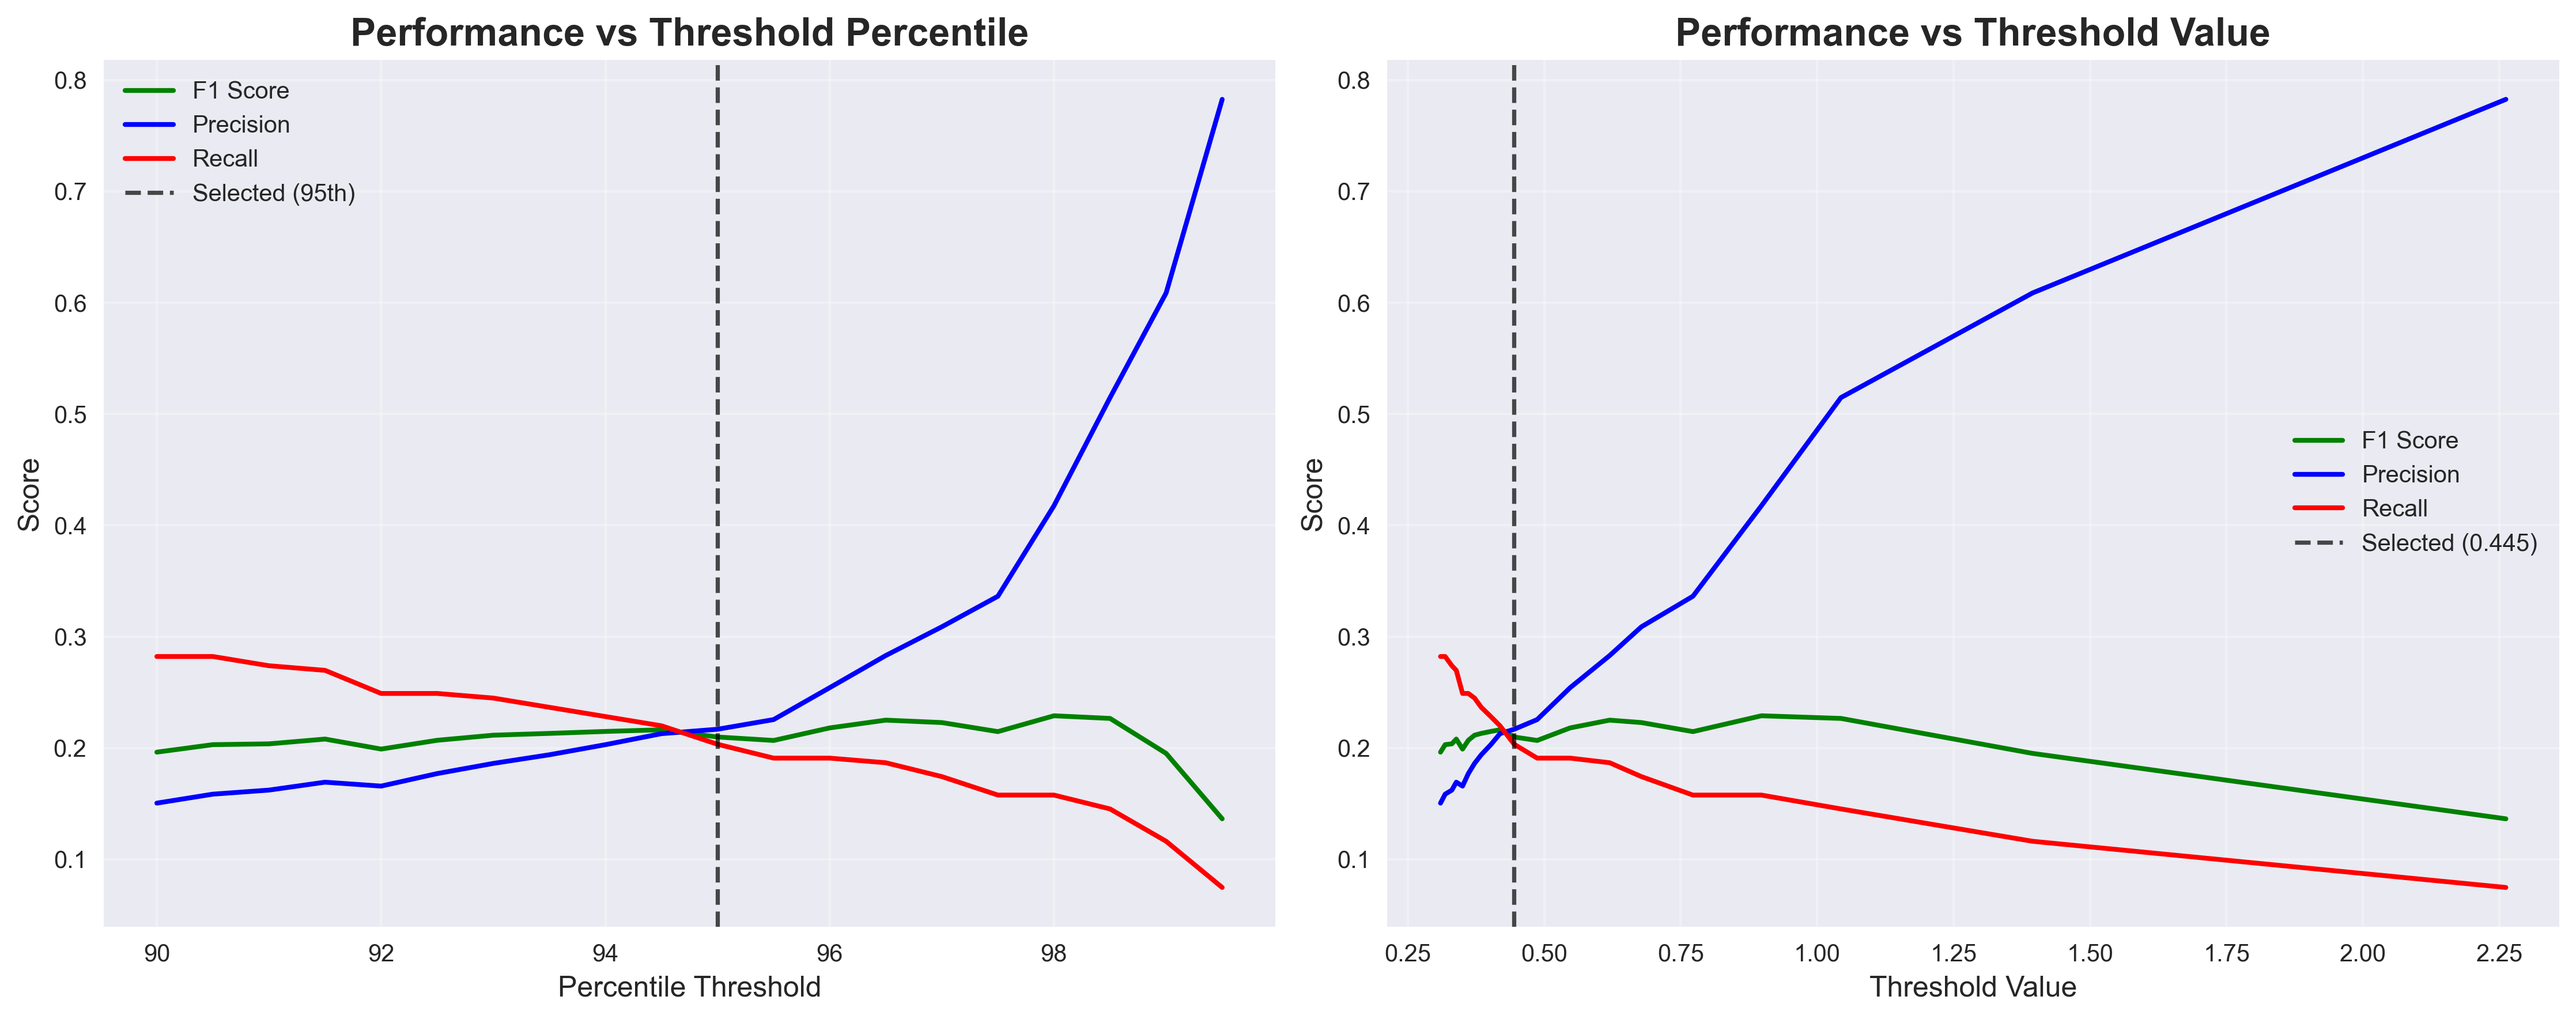 Performance vs Threshold Percentile
0.8
0.7
0.6
0.5
0.4
0.3
0.2
0.1
Score
F1 Score
Precision
Recall
Selected (95th)
90 92 94 96 98
Percentile Threshold
Performance vs Threshold Value
0.8
0.7
0.6
0.5
0.4
0.3
0.2
0.1
Score
F1 Score
Precision
Recall
Selected (0.445)
0.25 0.50 0.75 1.00 1.25 1.50 1.75 2.00 2.25
Threshold Value